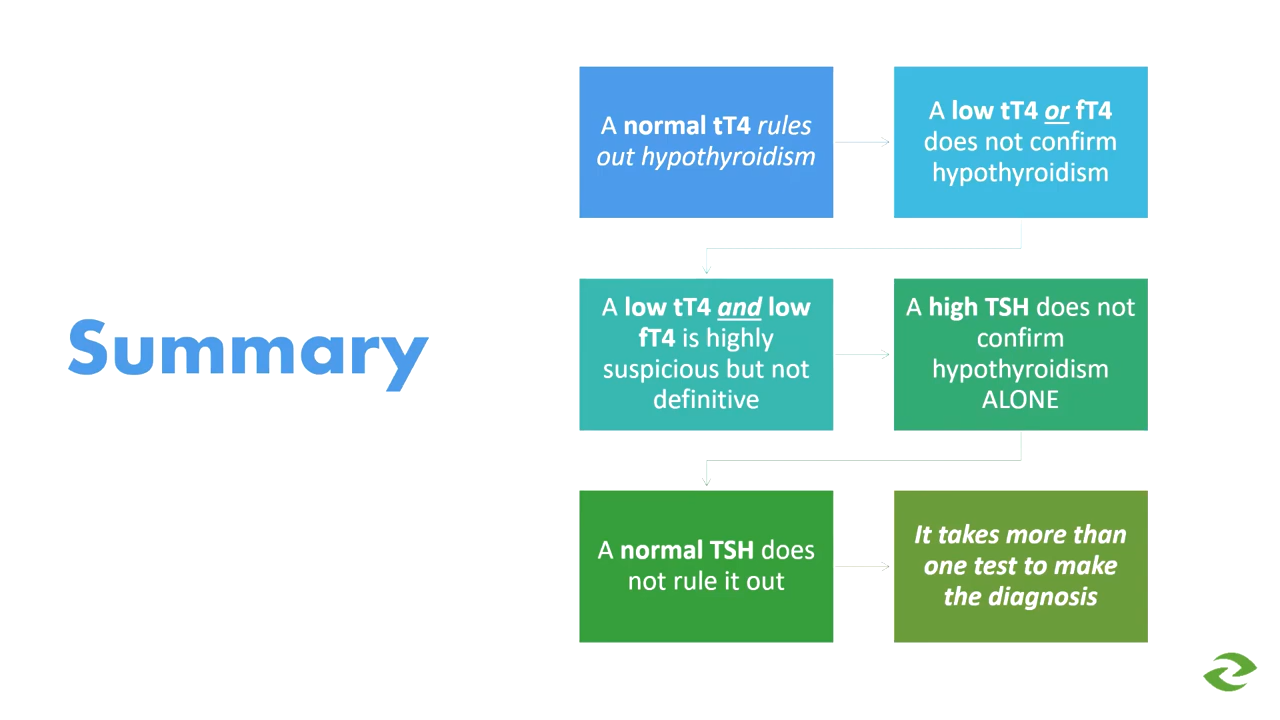 Summary
A normal tT4 rules
out hypothyroidism
A low tT4 or fT4
does not confirm
hypothyroidism
A low tT4 and low
fT4 is highly
suspicious but not
definitive
A high TSH does not
confirm
hypothyroidism
ALONE
A normal TSH does
not rule it out
It takes more than
one test to make
the diagnosis